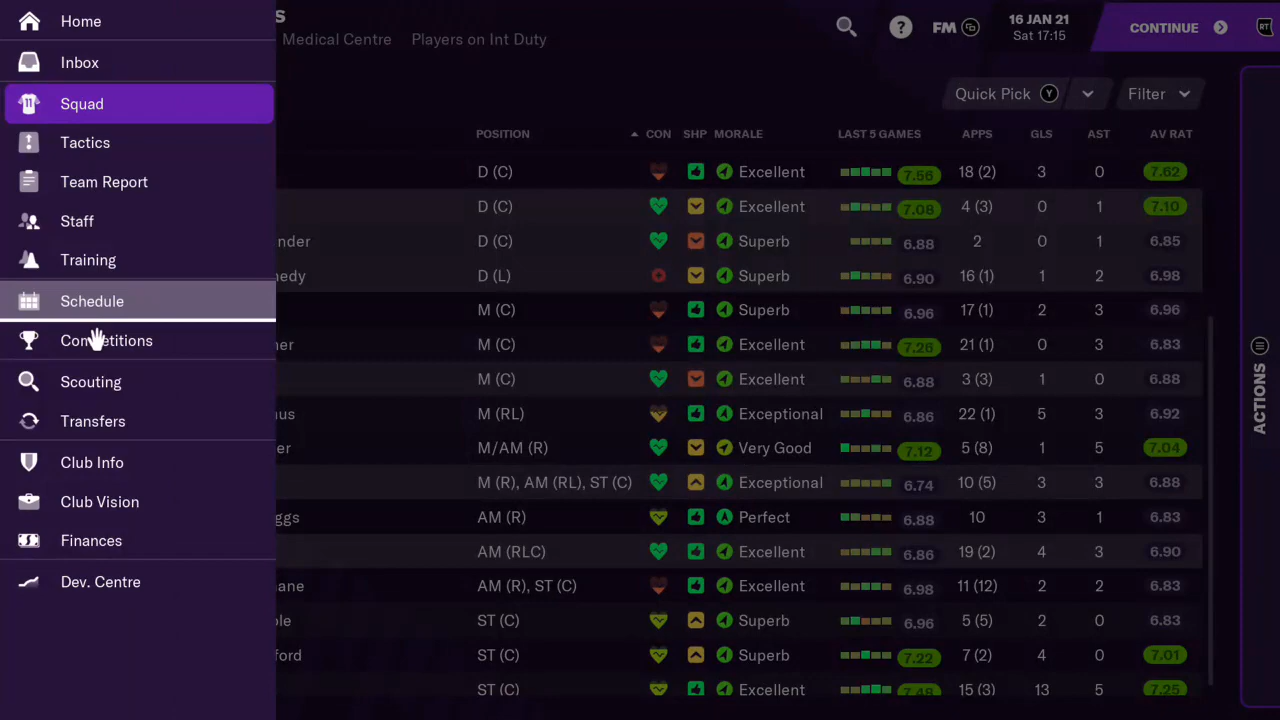 Home
Inbox
Squad
Tactics
Team Report
Staff
Training
Schedule
Scouting
Transfers
Club Info
Club Vision
Finances
Dev. Centre
S
Medical Centre Players on Int Duty
? FM 16 JAN 21 CONTINUE RT
Sat 17:15
Quick Pick Y Filter
POSITION CON SHP MORALE LAST 5 GAMES APPS GLS AST AV RAT
D (C) Excellent 7.56 18 (2) 3 0 7.62
D (C) Excellent 7.08 4 (3) 0 1 7.10
nder D (C) Superb 6.88 2 0 1 6.85
nedy D (L) Superb 6.90 16 (1) 1 2 6.98
M (C) Excellent 6.96 17 (1) 2 3 6.96
ner M (C) Excellent 7.26 21 (1) 0 3 6.83
M (C) Excellent 6.88 3 (3) 1 0 6.88
nus M (RL) Exceptional 6.86 22 (1) 5 3 6.92
er M/AM (R) Very Good 7.12 5 (8) 1 5 7.04
M (R), AM (RL), ST (C) Exceptional 6.74 10 (5) 3 3 6.88
ggs AM (R) Perfect 6.88 10 3 1 6.83
AM (RLC) Excellent 6.86 19 (2) 4 3 6.90
ane AM (R), ST (C) Excellent 6.98 11 (12) 2 2 6.83
ole ST (C) Superb 6.96 5 (5) 2 0 6.83
ford ST (C) Superb 7.22 7 (2) 4 0 7.01
ST (C) Excellent 7.48 15 (3) 13 5 7.25
ACTIONS